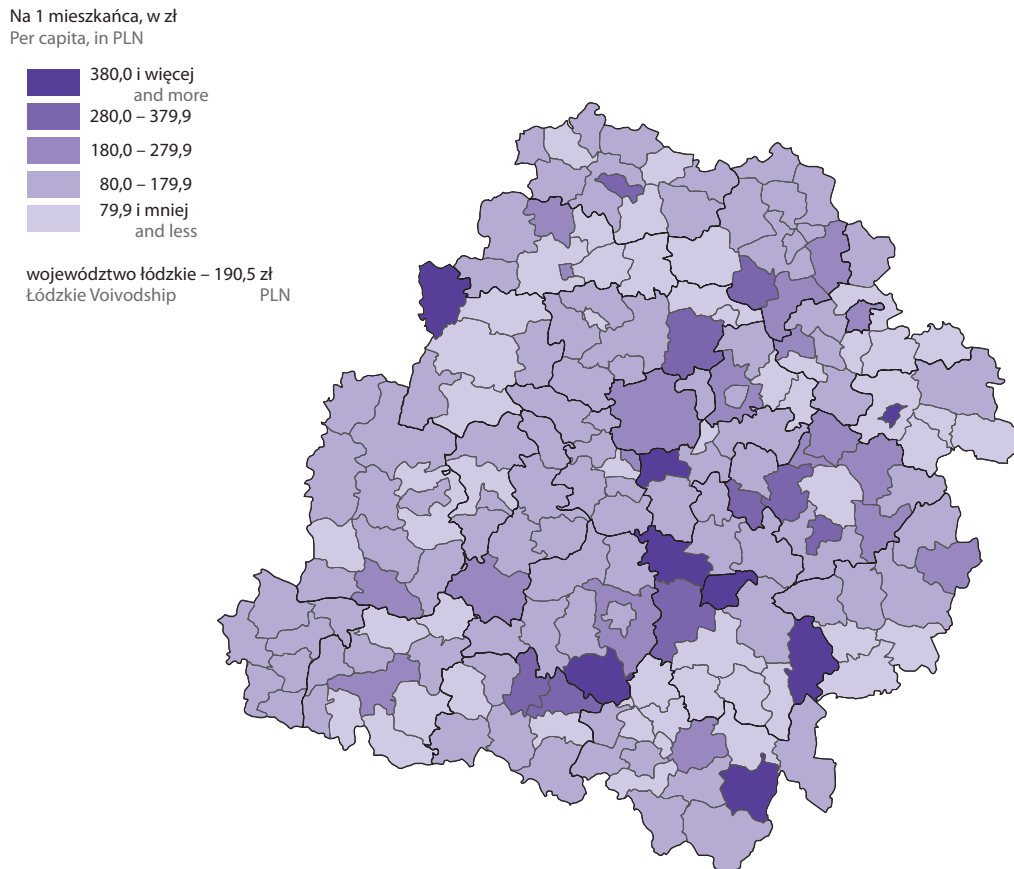 Na 1 mieszkańca, w zł
Per capita, in PLN
380,0 i więcej
and more
280,0 – 379,9
180,0 – 279,9
80,0 – 179,9
79,9 i mniej
and less
województwo łódzkie – 190,5 zł
Łódzkie Voivodship PLN